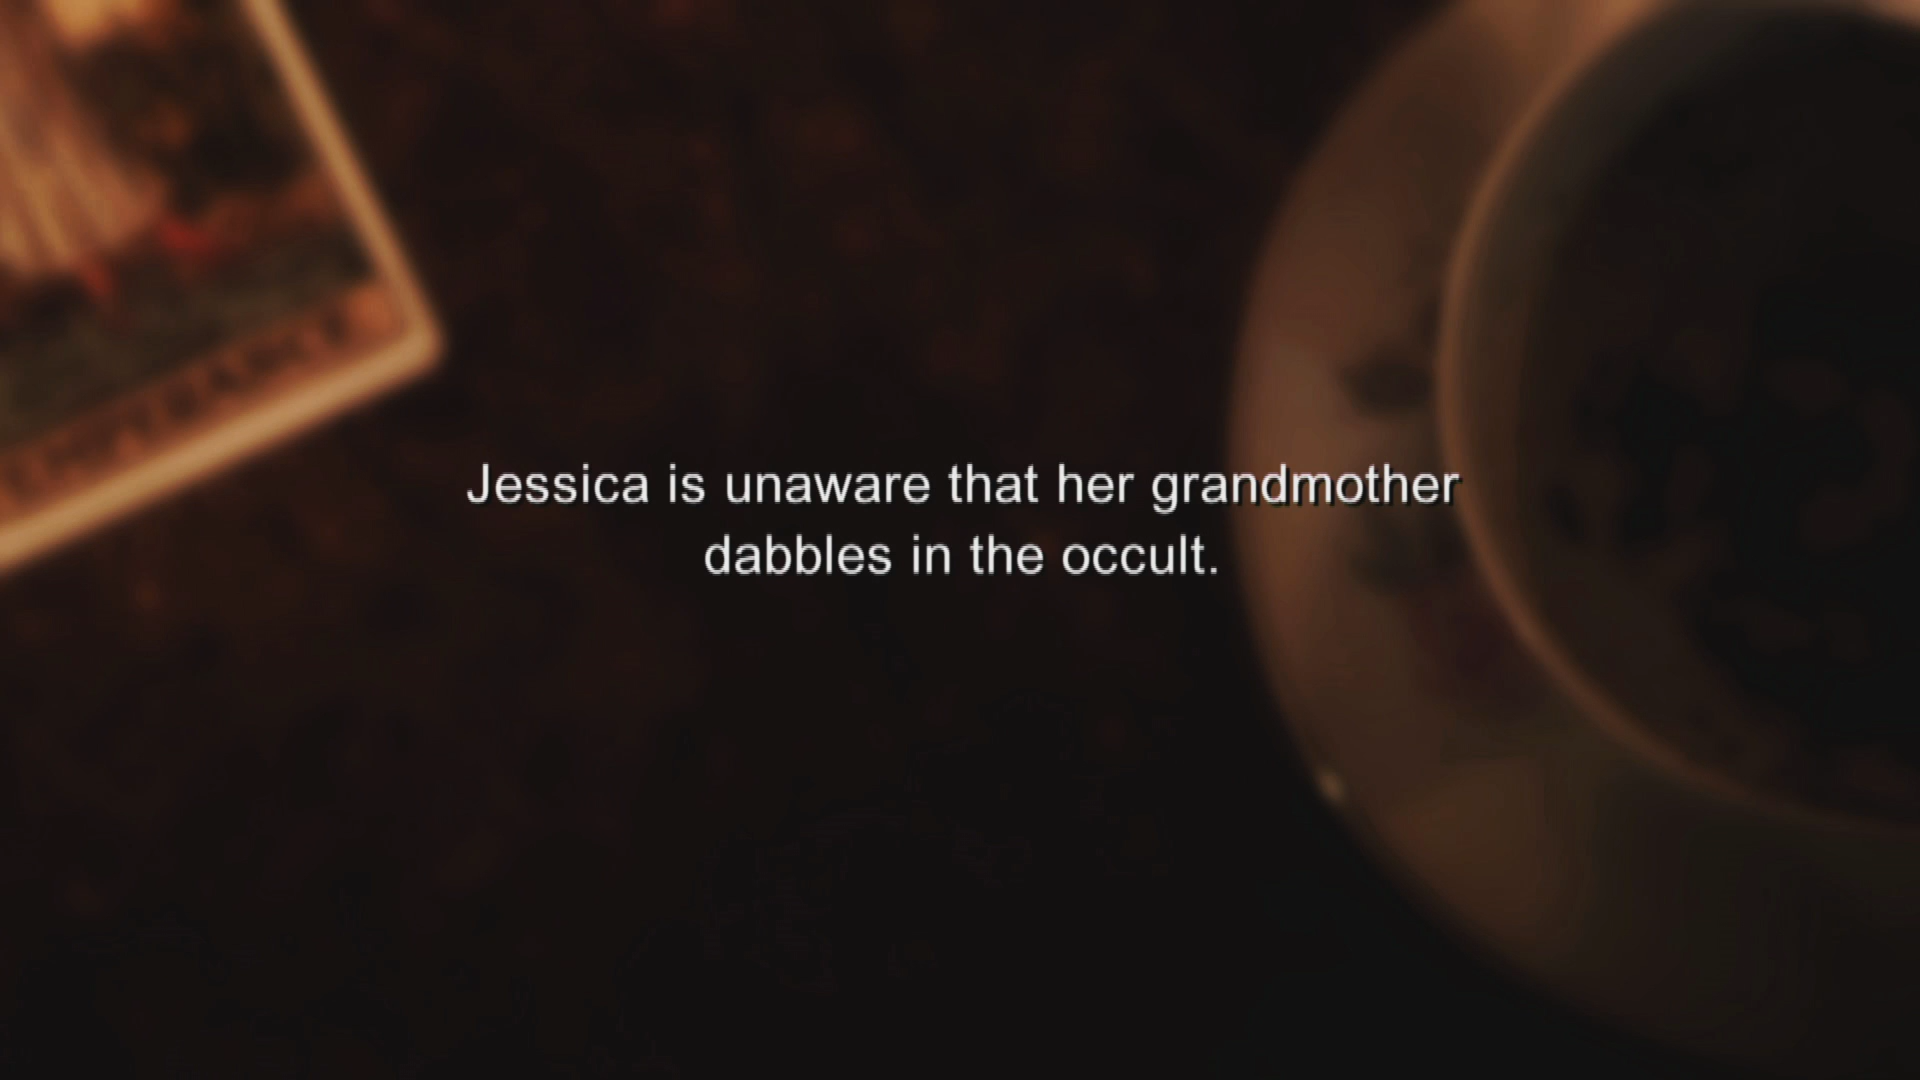 Jessica is unaware that her grandmother
dabbles in the occult.